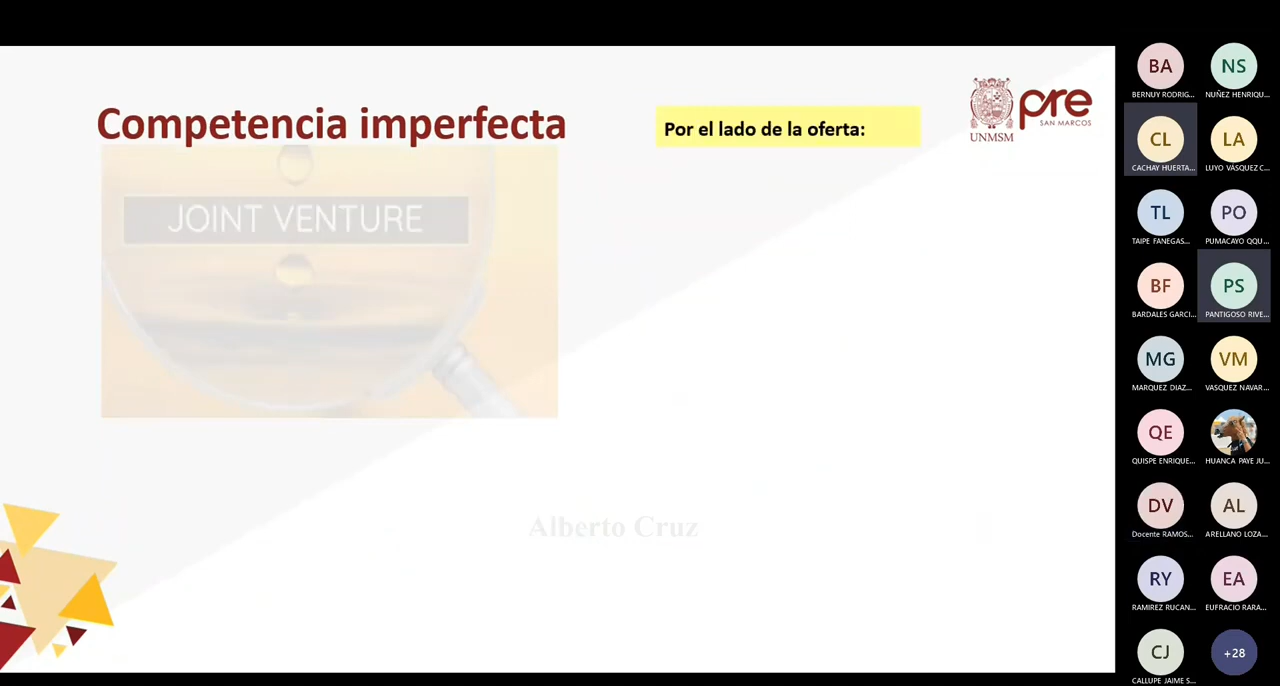 Competencia imperfecta
Por el lado de la oferta:
UNMSM
pre
SAN MARCOS
JOINT VENTURE
Alberto Cruz
BA
BERNUY RODRIG...
NS
NUÑEZ HENRIQU...
CL
CACHAY HUERTA...
LA
LUYO VASQUEZ C...
TL
TAIPE FANEGAS...
PO
PUMACAYO QQU...
BF
BARDALES GARCI...
PS
PANTIGOSO RIVE...
MG
MARQUEZ DIAZ...
VM
VASQUEZ NAVAR...
QE
QUISPE ENRIQUE...
HUANCA PAYE JU...
DV
Docente RAMOS...
AL
ARELLANO LOZA...
RY
RAMIREZ RUCAN...
EA
EUFRACIO RARA...
CJ
CALLUPE JAIME S...
+28